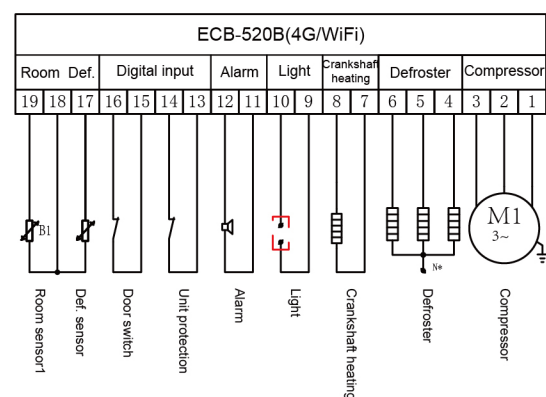 ECB-520B(4G/WiFi)
Room Def. Digital input Alarm Light Crankshaft heating Defroster Compressor
19 18 17 16 15 14 13 12 11 10 9 8 7 6 5 4 3 2 1
B1
M1
3~
N*
Room sensor1
Def. sensor
Door switch
Unit protection
Alarm
Light
Crankshaft heating
Defroster
Compressor